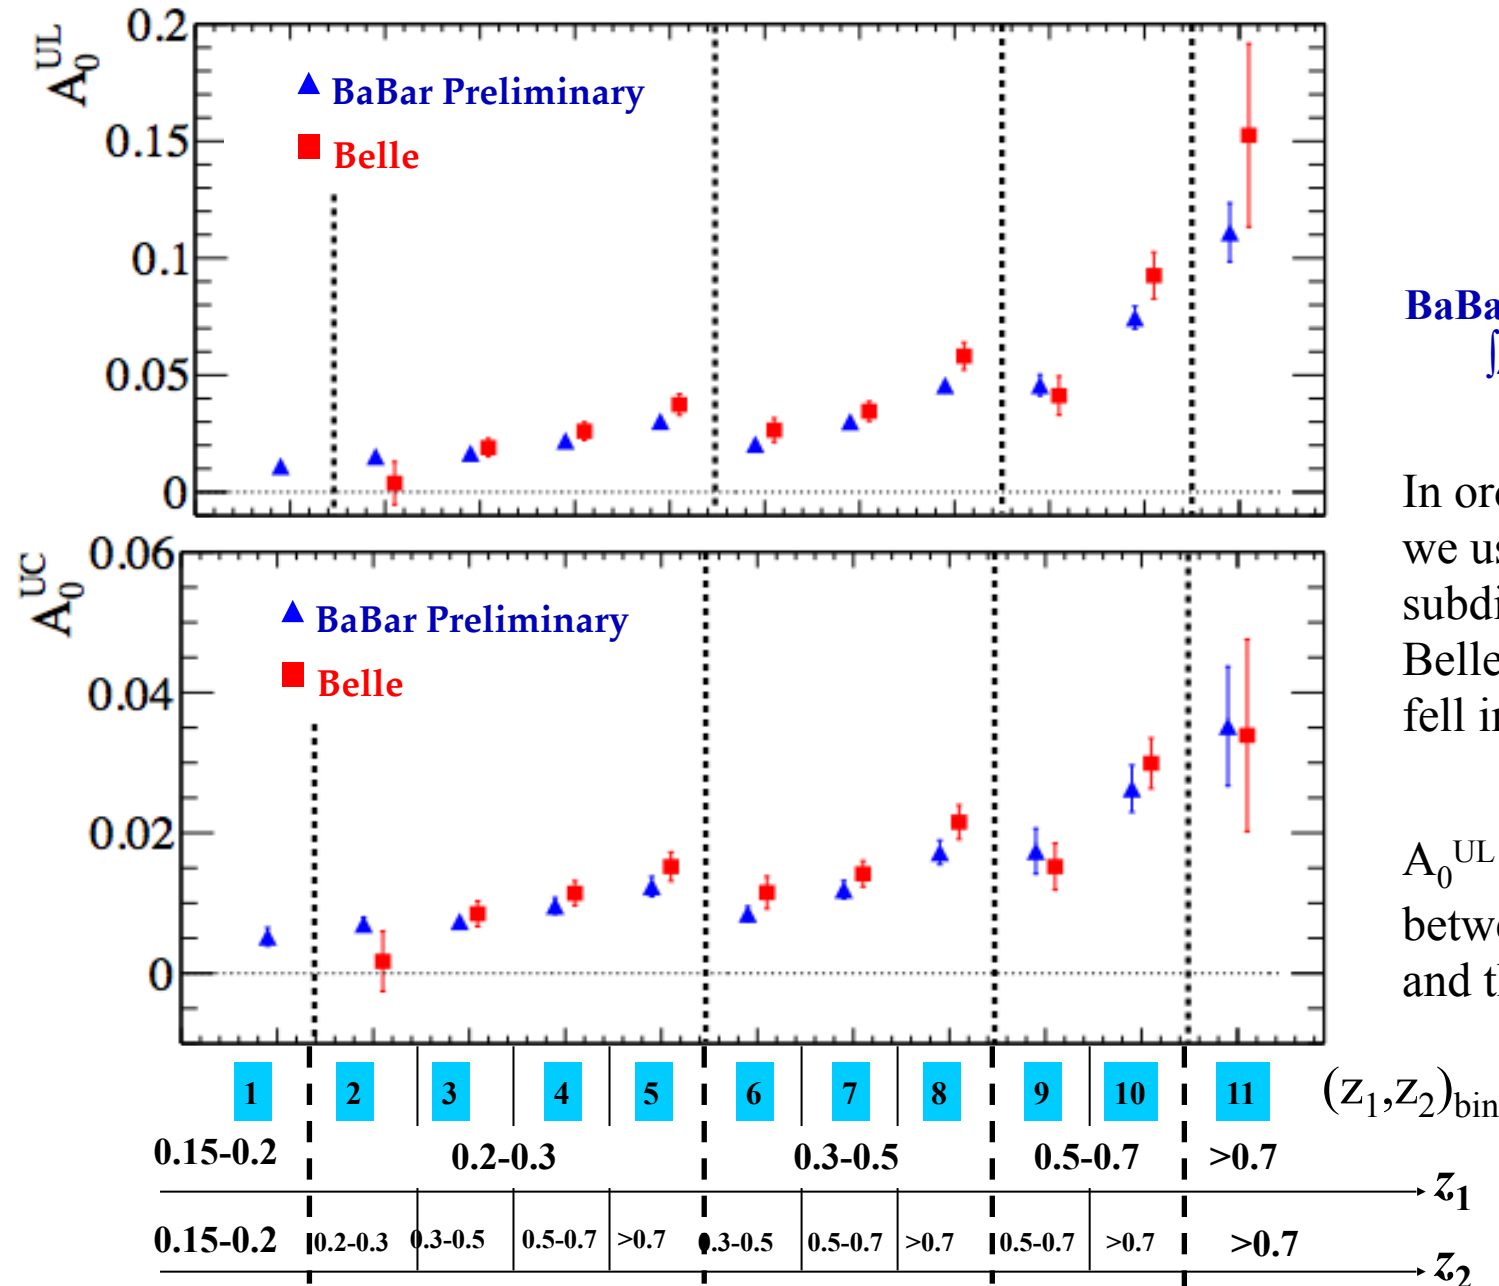 0.2
A₀ᵁᴸ
BaBar Preliminary
0.15
Belle
0.1
0.05
0
0.06
A₀ᵁᶜ
BaBar Preliminary
Belle
0.04
0.02
0
1 2 3 4 5 6 7 8 9 10 11 (z₁,z₂)bin
0.15-0.2 0.2-0.3 0.3-0.5 0.5-0.7 >0.7 z₁
0.15-0.2 0.2-0.3 0.3-0.5 0.5-0.7 >0.7 0.3-0.5 0.5-0.7 >0.7 0.5-0.7 >0.7 >0.7 z₂
∫
In
we
Belle
fell
A₀ᵁᴸ
and